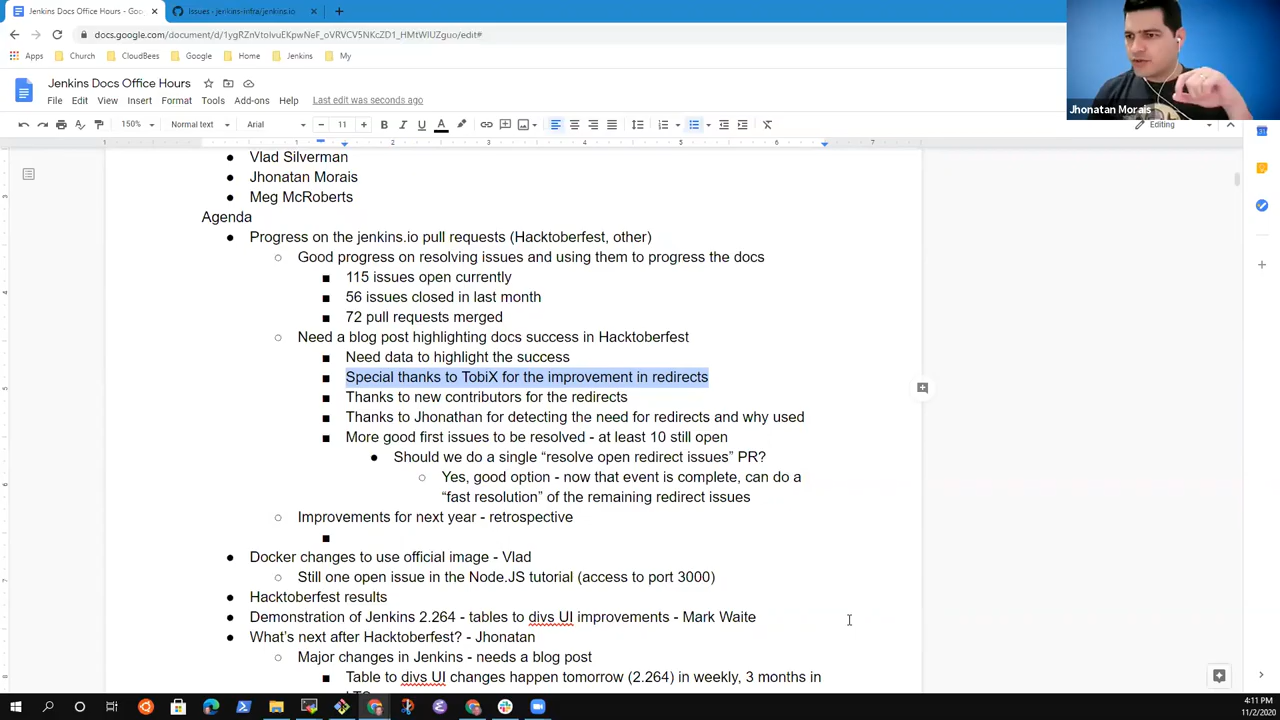 Jenkins Docs Office Hours - Goo
Issues · jenkins-infra/jenkins.io
docs.google.com/document/d/1ygRZnVtolvuEKpwNeF_oVRVCV5NKcZD1_HMtWIUZguo/edit#
Apps
Church
CloudBees
Google
Home
Jenkins
My
Jhonatan Morais
Jenkins Docs Office Hours
File Edit View Insert Format Tools Add-ons Help Last edit was seconds ago
150% Normal text Arial 11 B I U A Editing
1 1 2 3 4 5 6 7
Vlad Silverman
Jhonatan Morais
Meg McRoberts
Agenda
Progress on the jenkins.io pull requests (Hacktoberfest, other)
Good progress on resolving issues and using them to progress the docs
115 issues open currently
56 issues closed in last month
72 pull requests merged
Need a blog post highlighting docs success in Hacktoberfest
Need data to highlight the success
Special thanks to TobiX for the improvement in redirects
Thanks to new contributors for the redirects
Thanks to Jhonathan for detecting the need for redirects and why used
More good first issues to be resolved - at least 10 still open
Should we do a single “resolve open redirect issues” PR?
Yes, good option - now that event is complete, can do a
“fast resolution” of the remaining redirect issues
Improvements for next year - retrospective
Docker changes to use official image - Vlad
Still one open issue in the Node.JS tutorial (access to port 3000)
Hacktoberfest results
Demonstration of Jenkins 2.264 - tables to divs UI improvements - Mark Waite
What's next after Hacktoberfest? - Jhonatan
Major changes in Jenkins - needs a blog post
Table to divs UI changes happen tomorrow (2.264) in weekly, 3 months in
LTS
4:11 PM
11/2/2020